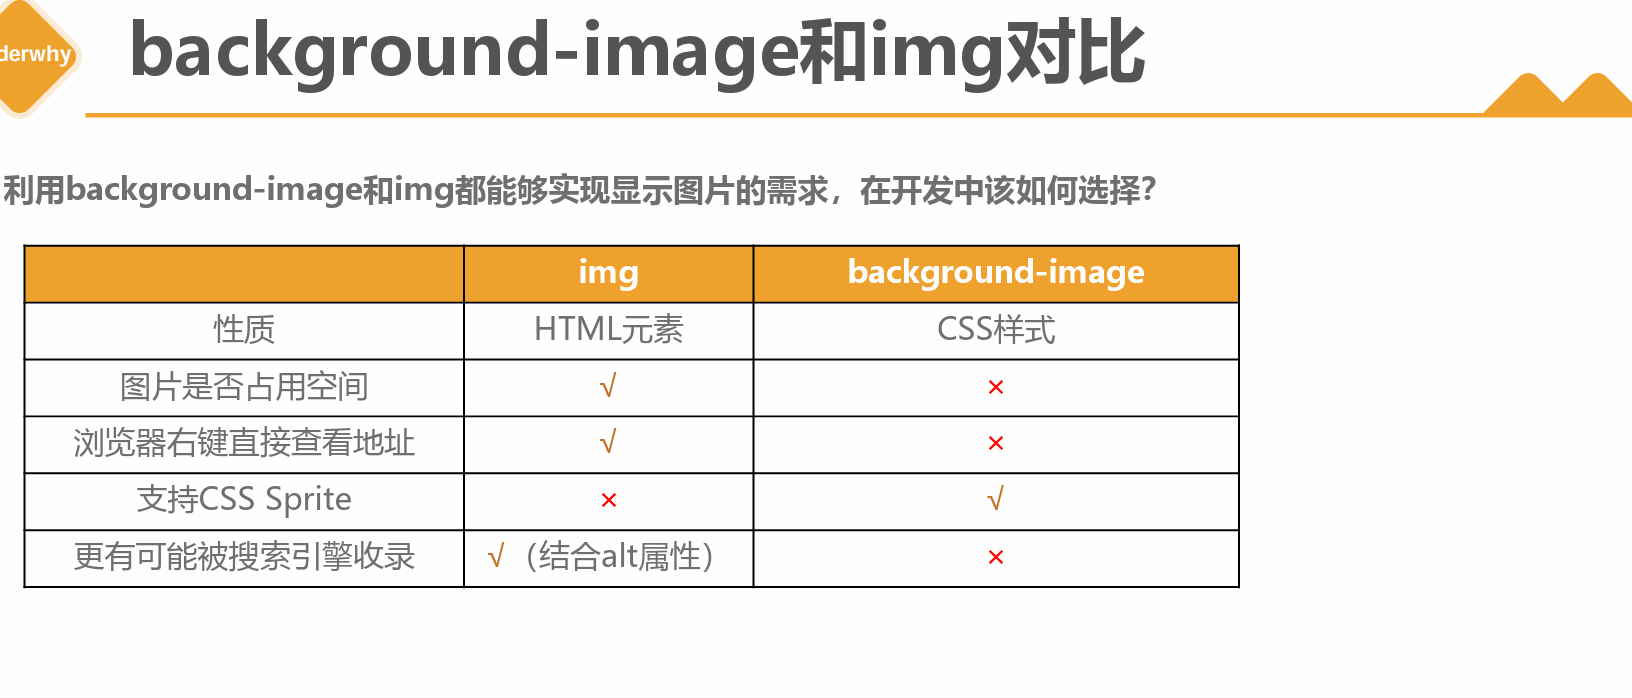 derwhy
background-image和img对比
利用background-image和img都能够实现显示图片的需求，在开发中该如何选择？
img background-image
性质 HTML元素 CSS样式
图片是否占用空间 √ ×
浏览器右键直接查看地址 √ ×
支持CSS Sprite × √
更有可能被搜索引擎收录 √（结合alt属性） ×